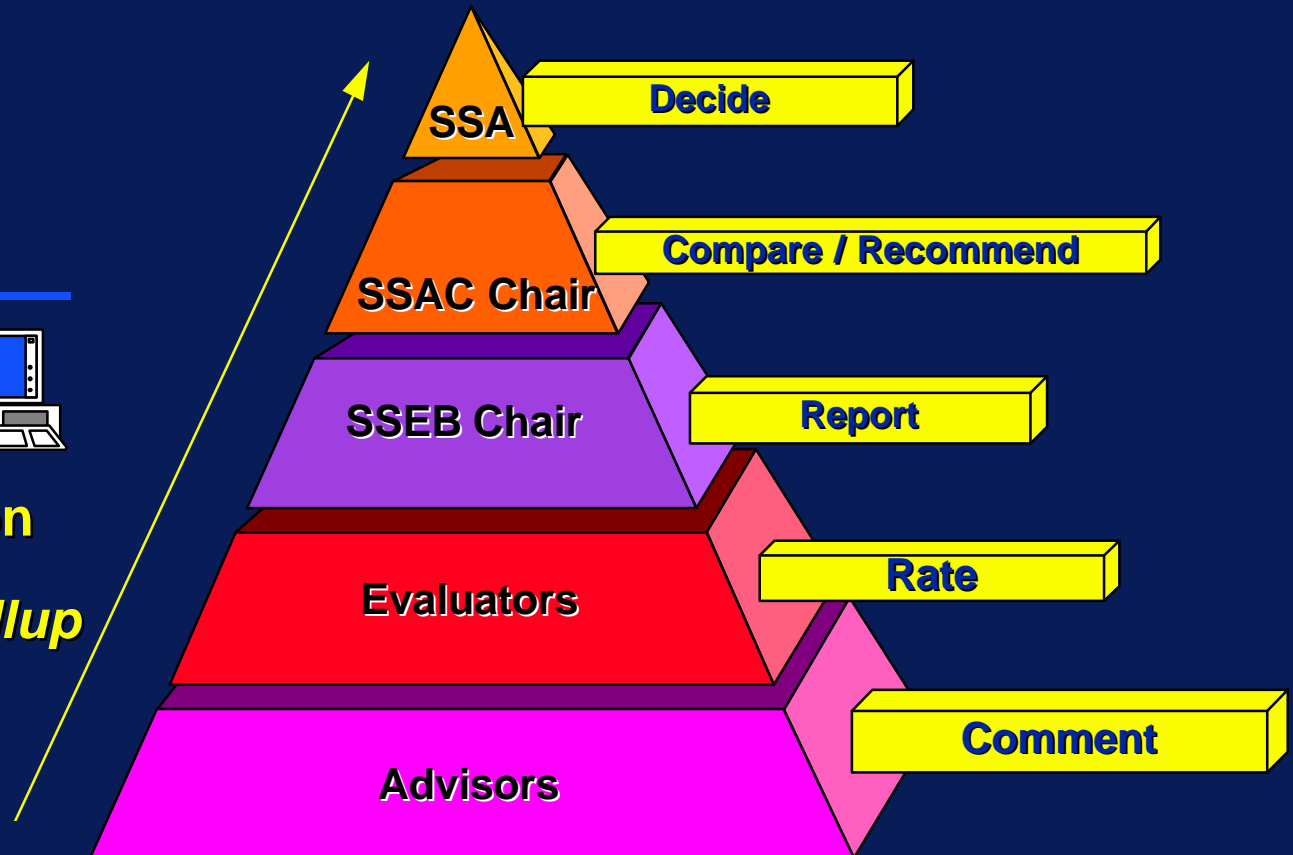 SSA
Decide
SSAC Chair
Compare / Recommend
SSEB Chair
Report
Evaluators
Rate
Advisors
Comment